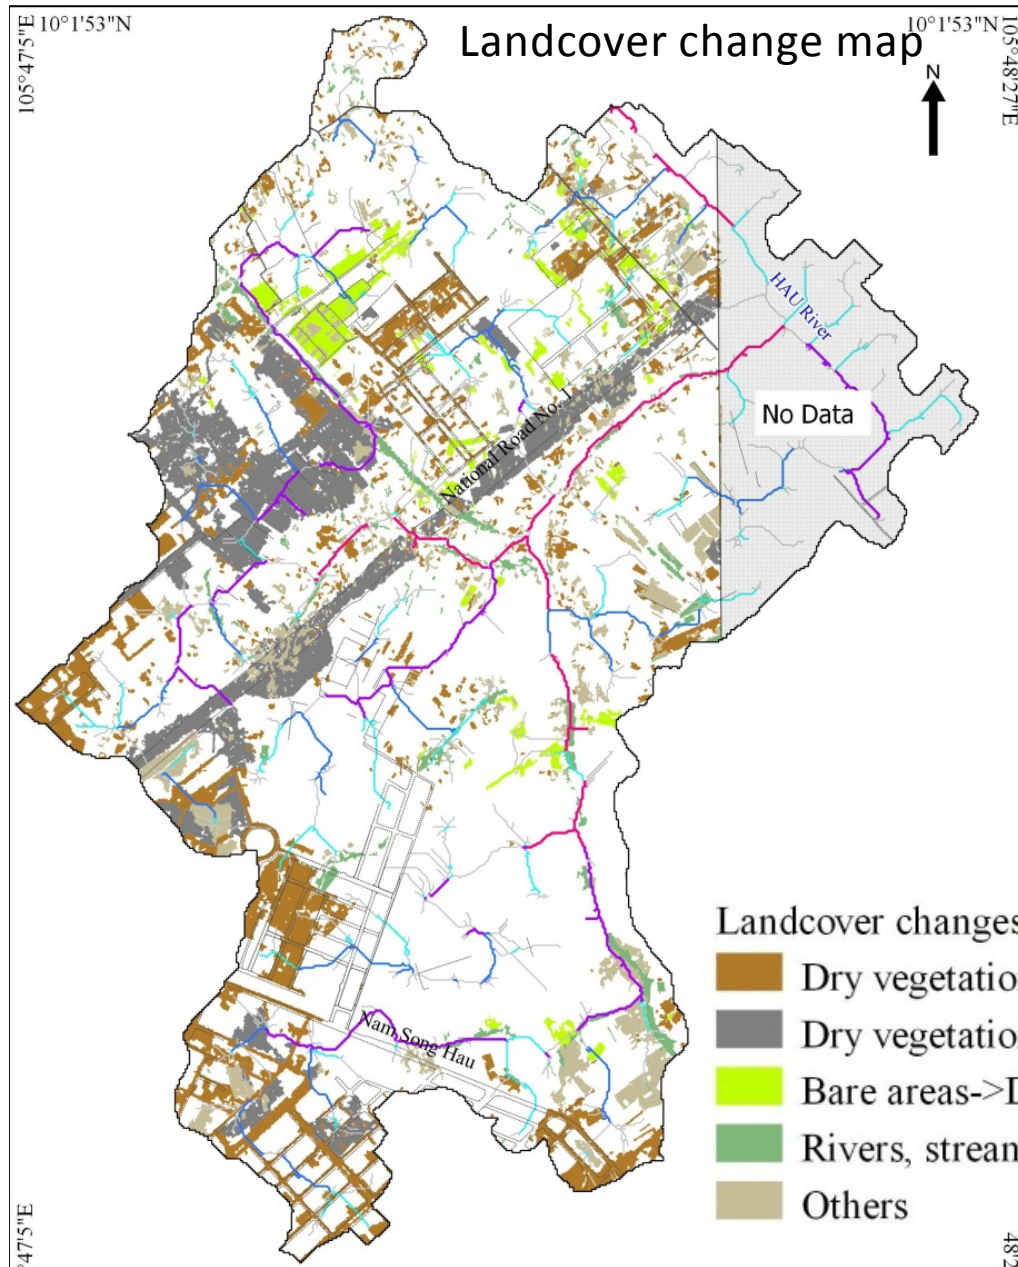 10°1'53"N
Landcover change map
10°1'53"N
105°47'5"E
105°48'27"E
N
HAU River
No Data
National Road No. 1
Nam Song Hau
Landcover changes
Dry vegetatio
Dry vegetatio
Bare areas->D
Rivers, strean
Others
°47'5"E
48'2